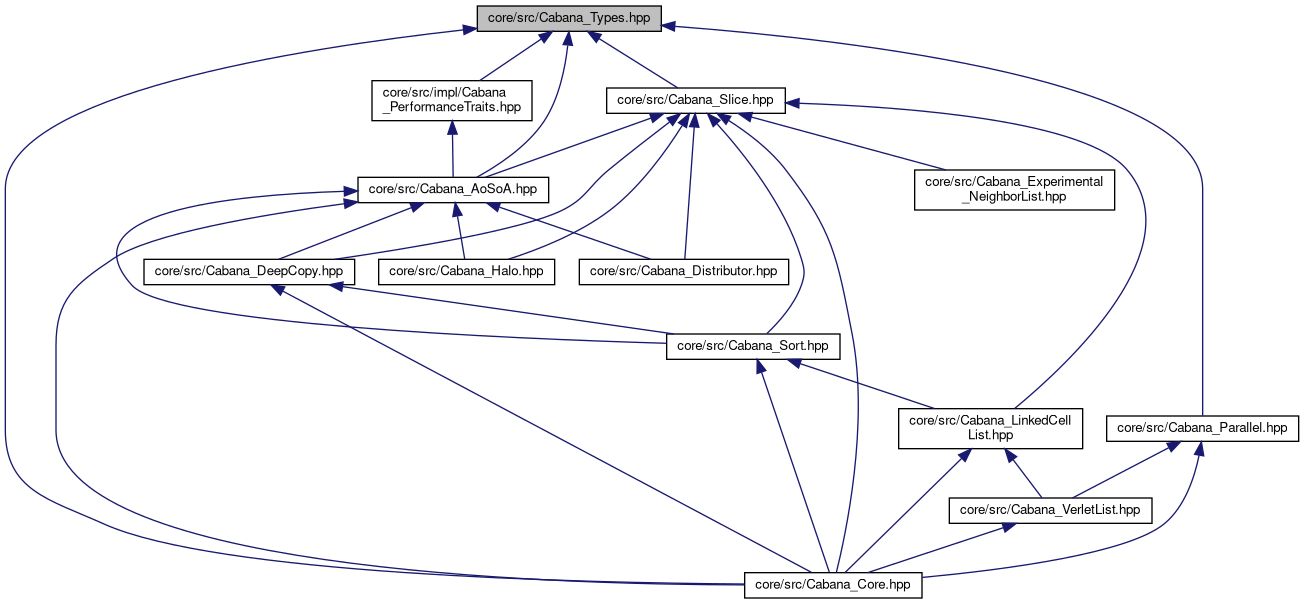 core/src/Cabana_Types.hpp
core/src/impl/Cabana
_PerformanceTraits.hpp
core/src/Cabana_Slice.hpp
core/src/Cabana_AoSoA.hpp
core/src/Cabana_Experimental
_NeighborList.hpp
core/src/Cabana_DeepCopy.hpp
core/src/Cabana_Halo.hpp
core/src/Cabana_Distributor.hpp
core/src/Cabana_Sort.hpp
core/src/Cabana_LinkedCell
List.hpp
core/src/Cabana_Parallel.hpp
core/src/Cabana_VerletList.hpp
core/src/Cabana_Core.hpp